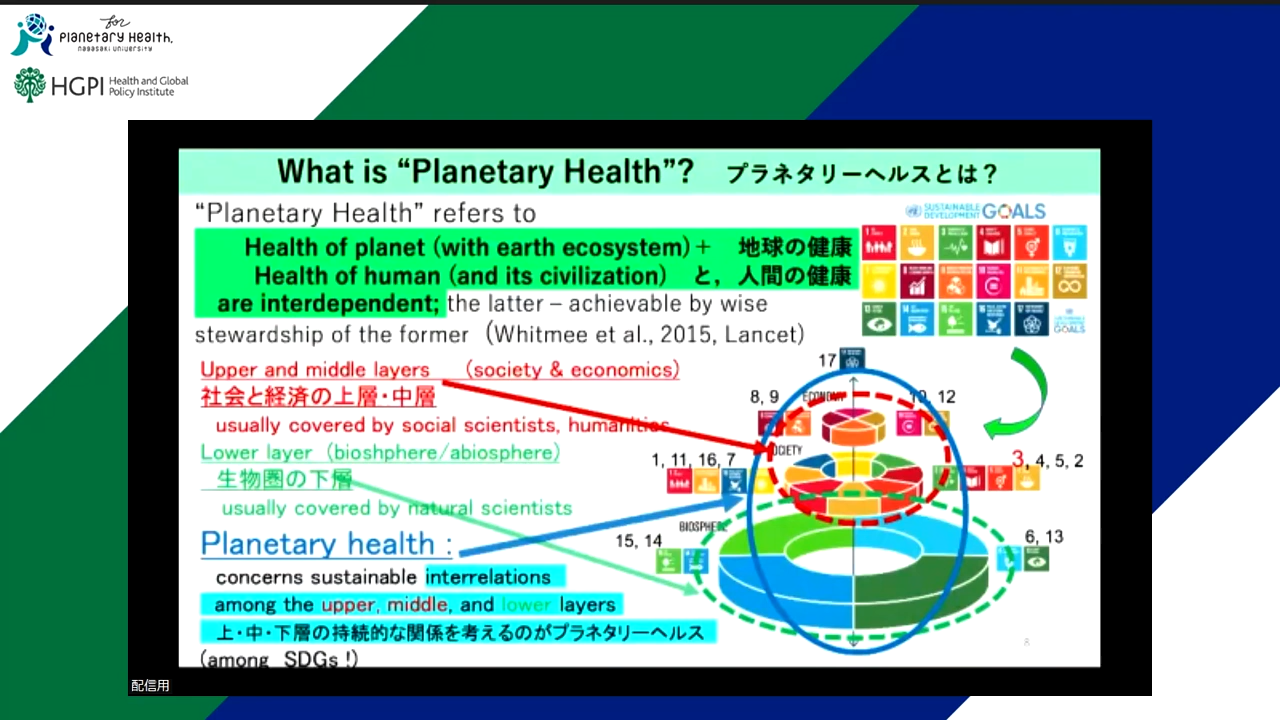 for
PLaNETaRY HEaLTH.
NaGaSaKi UNiVERSiTY
HGPI Health and Global
Policy Institute
What is “Planetary Health”? プラネタリーヘルスとは？
“Planetary Health” refers to
Health of planet (with earth ecosystem)＋ 地球の健康
Health of human (and its civilization) と，人間の健康
are interdependent; the latter – achievable by wise
stewardship of the former （Whitmee et al., 2015, Lancet)
SUSTAINABLE
DEVELOPMENT GOALS
Upper and middle layers （society & economics)
社会と経済の上層・中層
usually covered by social scientists, humanities
Lower layer (bioshphere/abiosphere)
生物圏の下層
usually covered by natural scientists
Planetary health :
concerns sustainable interrelations
among the upper, middle, and lower layers
上・中・下層の持続的な関係を考えるのがプラネタリーヘルス
(among SDGs !)
17
8, 9
ECONOMY
10, 12
SOCIETY
1, 11, 16, 7
3, 4, 5, 2
BIOSPHERE
15, 14
6, 13
8
配信用